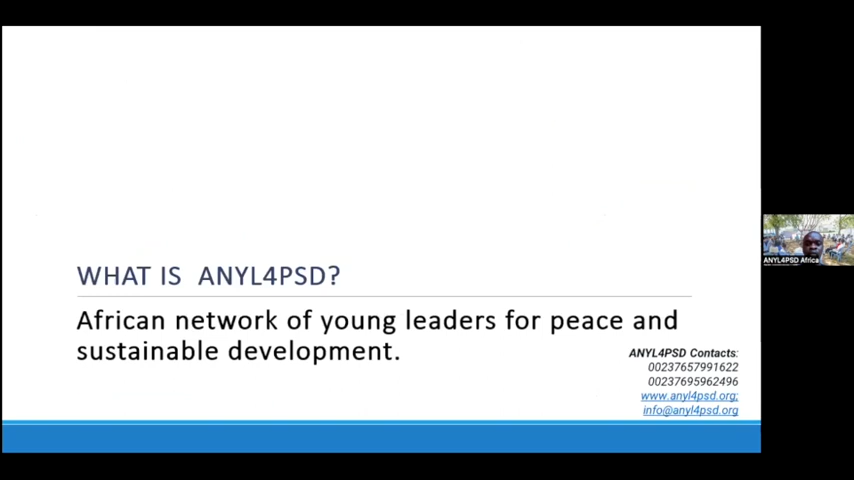 WHAT IS ANYL4PSD?
African network of young leaders for peace and
sustainable development.
ANYL4PSD Contacts:
00237657991622
00237695962496
www.anyl4psd.org;
info@anyl4psd.org
ANYL4PSD Africa